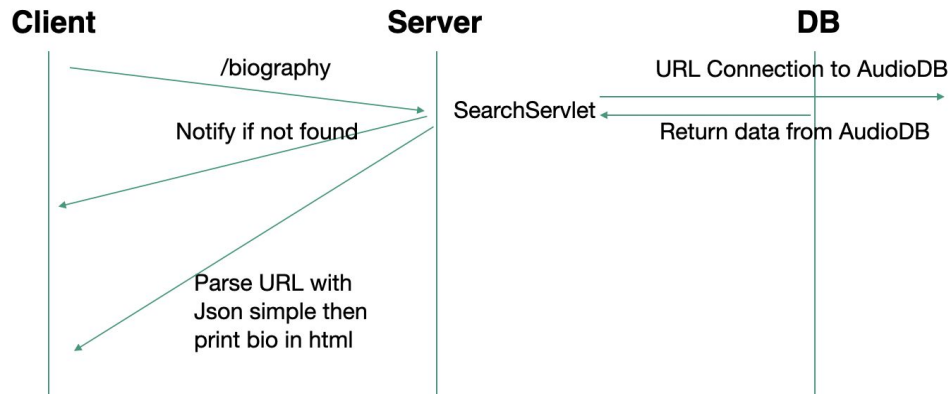 Client
Server
DB
/biography
URL Connection to AudioDB
SearchServlet
Notify if not found
Return data from AudioDB
Parse URL with
Json simple then
print bio in html